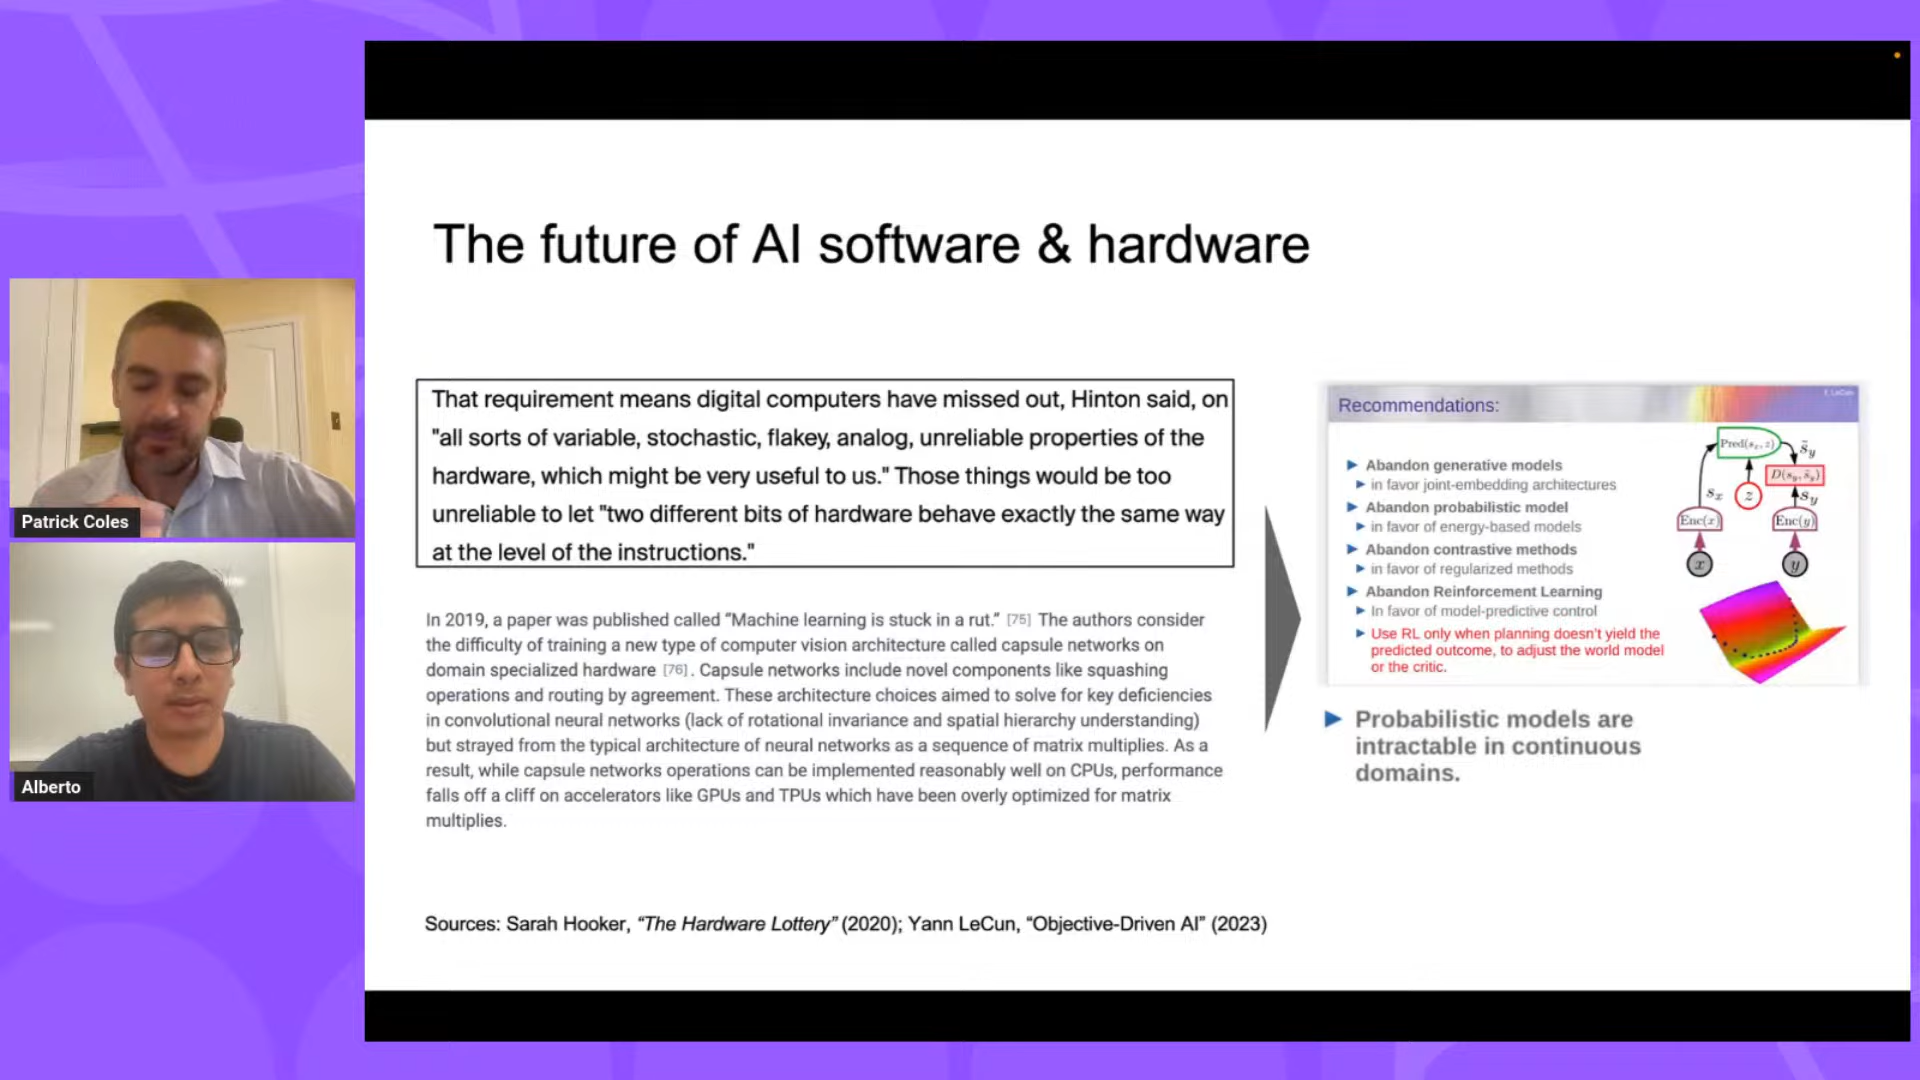 Patrick Coles
Alberto
The future of AI software & hardware
That requirement means digital computers have missed out, Hinton said, on
"all sorts of variable, stochastic, flakey, analog, unreliable properties of the
hardware, which might be very useful to us." Those things would be too
unreliable to let "two different bits of hardware behave exactly the same way
at the level of the instructions."
In 2019, a paper was published called “Machine learning is stuck in a rut.” [75] The authors consider
the difficulty of training a new type of computer vision architecture called capsule networks on
domain specialized hardware [76]. Capsule networks include novel components like squashing
operations and routing by agreement. These architecture choices aimed to solve for key deficiencies
in convolutional neural networks (lack of rotational invariance and spatial hierarchy understanding)
but strayed from the typical architecture of neural networks as a sequence of matrix multiplies. As a
result, while capsule networks operations can be implemented reasonably well on CPUs, performance
falls off a cliff on accelerators like GPUs and TPUs which have been overly optimized for matrix
multiplies.
Y. LeCun
Recommendations:
Abandon generative models
in favor joint-embedding architectures
Abandon probabilistic model
in favor of energy-based models
Abandon contrastive methods
in favor of regularized methods
Abandon Reinforcement Learning
In favor of model-predictive control
Use RL only when planning doesn’t yield the
predicted outcome, to adjust the world model
or the critic.
Pred(sₓ, z)
s̃y
D(sy, s̃y)
sₓ
z
sy
Enc(x)
Enc(y)
x
y
Probabilistic models are
intractable in continuous
domains.
Sources: Sarah Hooker, “The Hardware Lottery” (2020); Yann LeCun, “Objective-Driven AI” (2023)